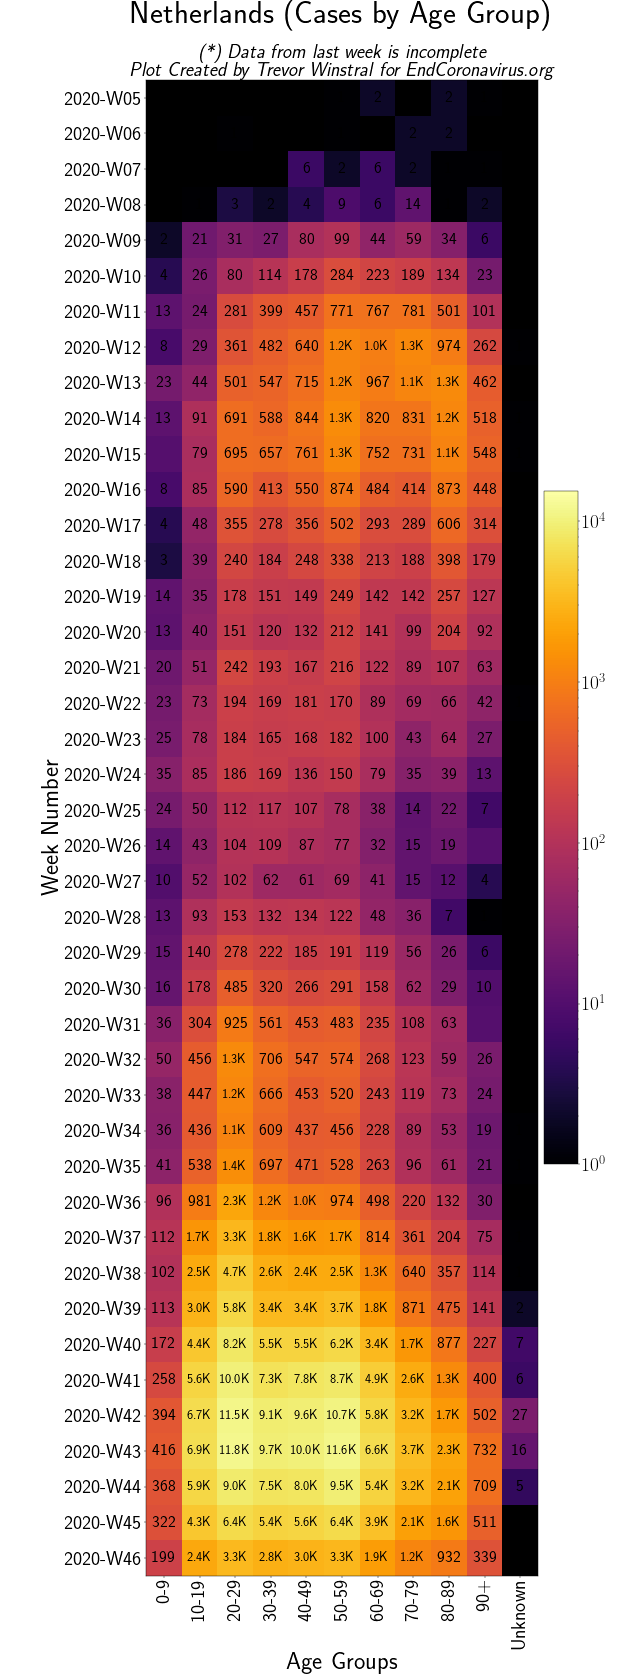 Netherlands (Cases by Age Group)
(*) Data from last week is incomplete
Plot Created by Trevor Winstral for EndCoronavirus.org
2020-W05 2 2
2020-W06 2 2
2020-W07 6 2 6 2
2020-W08 3 2 4 9 6 14 2
2020-W09 2 21 31 27 80 99 44 59 34 6
2020-W10 4 26 80 114 178 284 223 189 134 23
2020-W11 13 24 281 399 457 771 767 781 501 101
2020-W12 8 29 361 482 640 1.2K 1.0K 1.3K 974 262
2020-W13 23 44 501 547 715 1.2K 967 1.1K 1.3K 462
2020-W14 13 91 691 588 844 1.3K 820 831 1.2K 518
2020-W15 79 695 657 761 1.3K 752 731 1.1K 548
2020-W16 8 85 590 413 550 874 484 414 873 448
2020-W17 4 48 355 278 356 502 293 289 606 314
2020-W18 3 39 240 184 248 338 213 188 398 179
2020-W19 14 35 178 151 149 249 142 142 257 127
2020-W20 13 40 151 120 132 212 141 99 204 92
2020-W21 20 51 242 193 167 216 122 89 107 63
2020-W22 23 73 194 169 181 170 89 69 66 42
2020-W23 25 78 184 165 168 182 100 43 64 27
2020-W24 35 85 186 169 136 150 79 35 39 13
2020-W25 24 50 112 117 107 78 38 14 22 7
2020-W26 14 43 104 109 87 77 32 15 19
2020-W27 10 52 102 62 61 69 41 15 12 4
2020-W28 13 93 153 132 134 122 48 36 7
2020-W29 15 140 278 222 185 191 119 56 26 6
2020-W30 16 178 485 320 266 291 158 62 29 10
2020-W31 36 304 925 561 453 483 235 108 63
2020-W32 50 456 1.3K 706 547 574 268 123 59 26
2020-W33 38 447 1.2K 666 453 520 243 119 73 24
2020-W34 36 436 1.1K 609 437 456 228 89 53 19
2020-W35 41 538 1.4K 697 471 528 263 96 61 21
2020-W36 96 981 2.3K 1.2K 1.0K 974 498 220 132 30
2020-W37 112 1.7K 3.3K 1.8K 1.6K 1.7K 814 361 204 75
2020-W38 102 2.5K 4.7K 2.6K 2.4K 2.5K 1.3K 640 357 114
2020-W39 113 3.0K 5.8K 3.4K 3.4K 3.7K 1.8K 871 475 141 2
2020-W40 172 4.4K 8.2K 5.5K 5.5K 6.2K 3.4K 1.7K 877 227 7
2020-W41 258 5.6K 10.0K 7.3K 7.8K 8.7K 4.9K 2.6K 1.3K 400 6
2020-W42 394 6.7K 11.5K 9.1K 9.6K 10.7K 5.8K 3.2K 1.7K 502 27
2020-W43 416 6.9K 11.8K 9.7K 10.0K 11.6K 6.6K 3.7K 2.3K 732 16
2020-W44 368 5.9K 9.0K 7.5K 8.0K 9.5K 5.4K 3.2K 2.1K 709 5
2020-W45 322 4.3K 6.4K 5.4K 5.6K 6.4K 3.9K 2.1K 1.6K 511
2020-W46 199 2.4K 3.3K 2.8K 3.0K 3.3K 1.9K 1.2K 932 339
0-9 10-19 20-29 30-39 40-49 50-59 60-69 70-79 80-89 90+ Unknown
Age Groups
Week Number
10⁴
10³
10²
10¹
10⁰